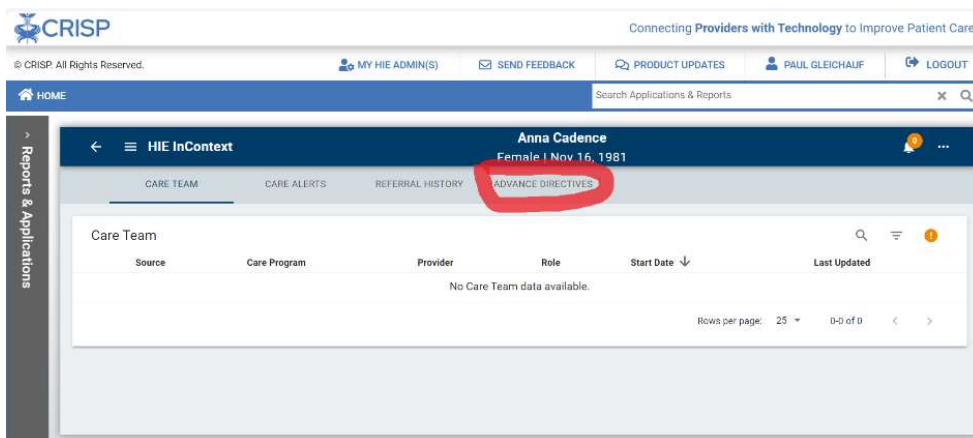 CRISP
Connecting Providers with Technology to Improve Patient Care
© CRISP. All Rights Reserved.
MY HIE ADMIN(S)
SEND FEEDBACK
PRODUCT UPDATES
PAUL GLEICHAUF
LOGOUT
HOME
Search Applications & Reports
Reports & Applications
HIE InContext
Anna Cadence
Female | Nov 16, 1981
0
CARE TEAM
CARE ALERTS
REFERRAL HISTORY
ADVANCE DIRECTIVES
Care Team
Source
Care Program
Provider
Role
Start Date
Last Updated
No Care Team data available.
Rows per page: 25
0-0 of 0